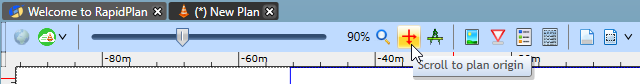 Welcome to RapidPlan (*) New Plan
90%
-80m -60m -40m
Scroll to plan origin